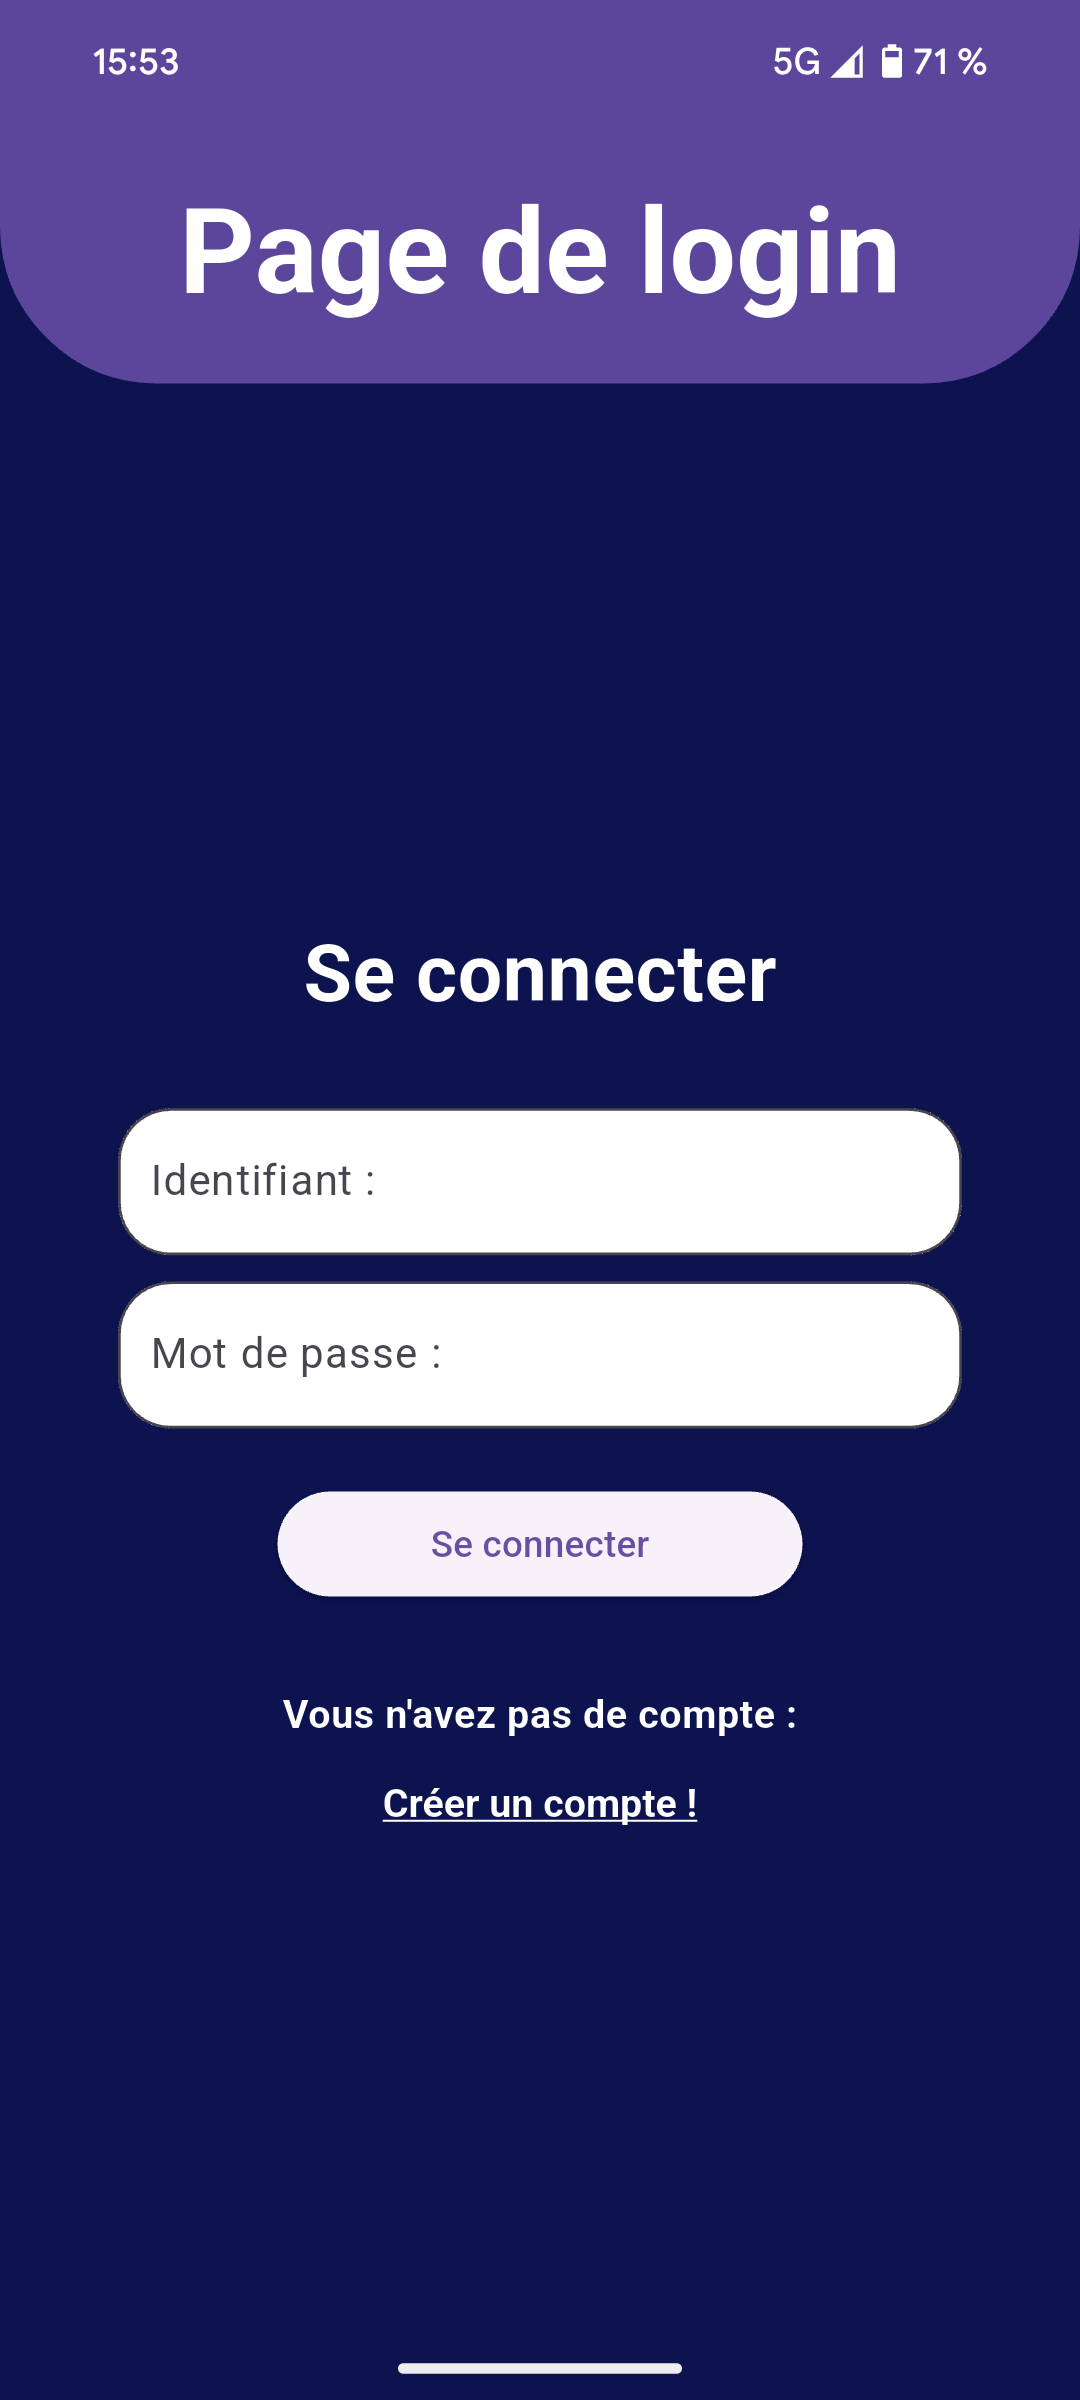 15:53
5G 71 %
Page de login
Se connecter
Identifiant :
Mot de passe :
Se connecter
Vous n'avez pas de compte :
Créer un compte !